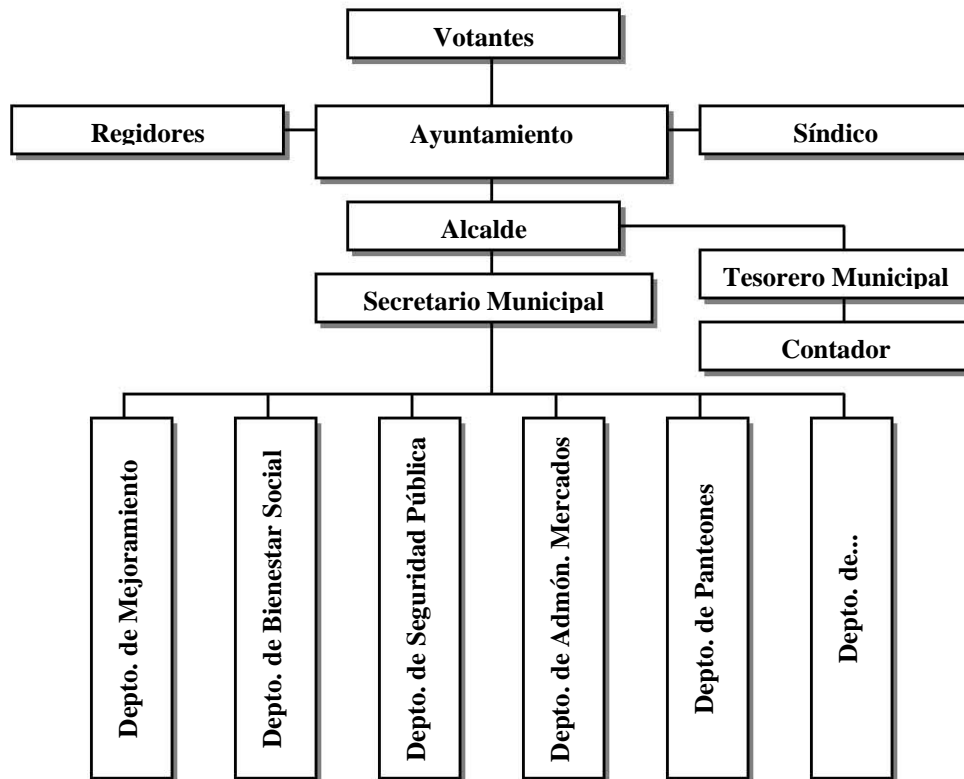 Votantes
Regidores
Ayuntamiento
Síndico
Alcalde
Tesorero Municipal
Secretario Municipal
Contador
Depto. de Mejoramiento
Depto. de Bienestar Social
Depto. de Seguridad Pública
Depto. de Admón. Mercados
Depto. de Panteones
Depto. de...